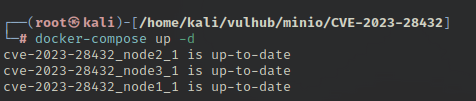 ┌──(root㉿kali)-[/home/kali/vulhub/minio/CVE-2023-28432]
└─# docker-compose up -d
cve-2023-28432_node2_1 is up-to-date
cve-2023-28432_node3_1 is up-to-date
cve-2023-28432_node1_1 is up-to-date